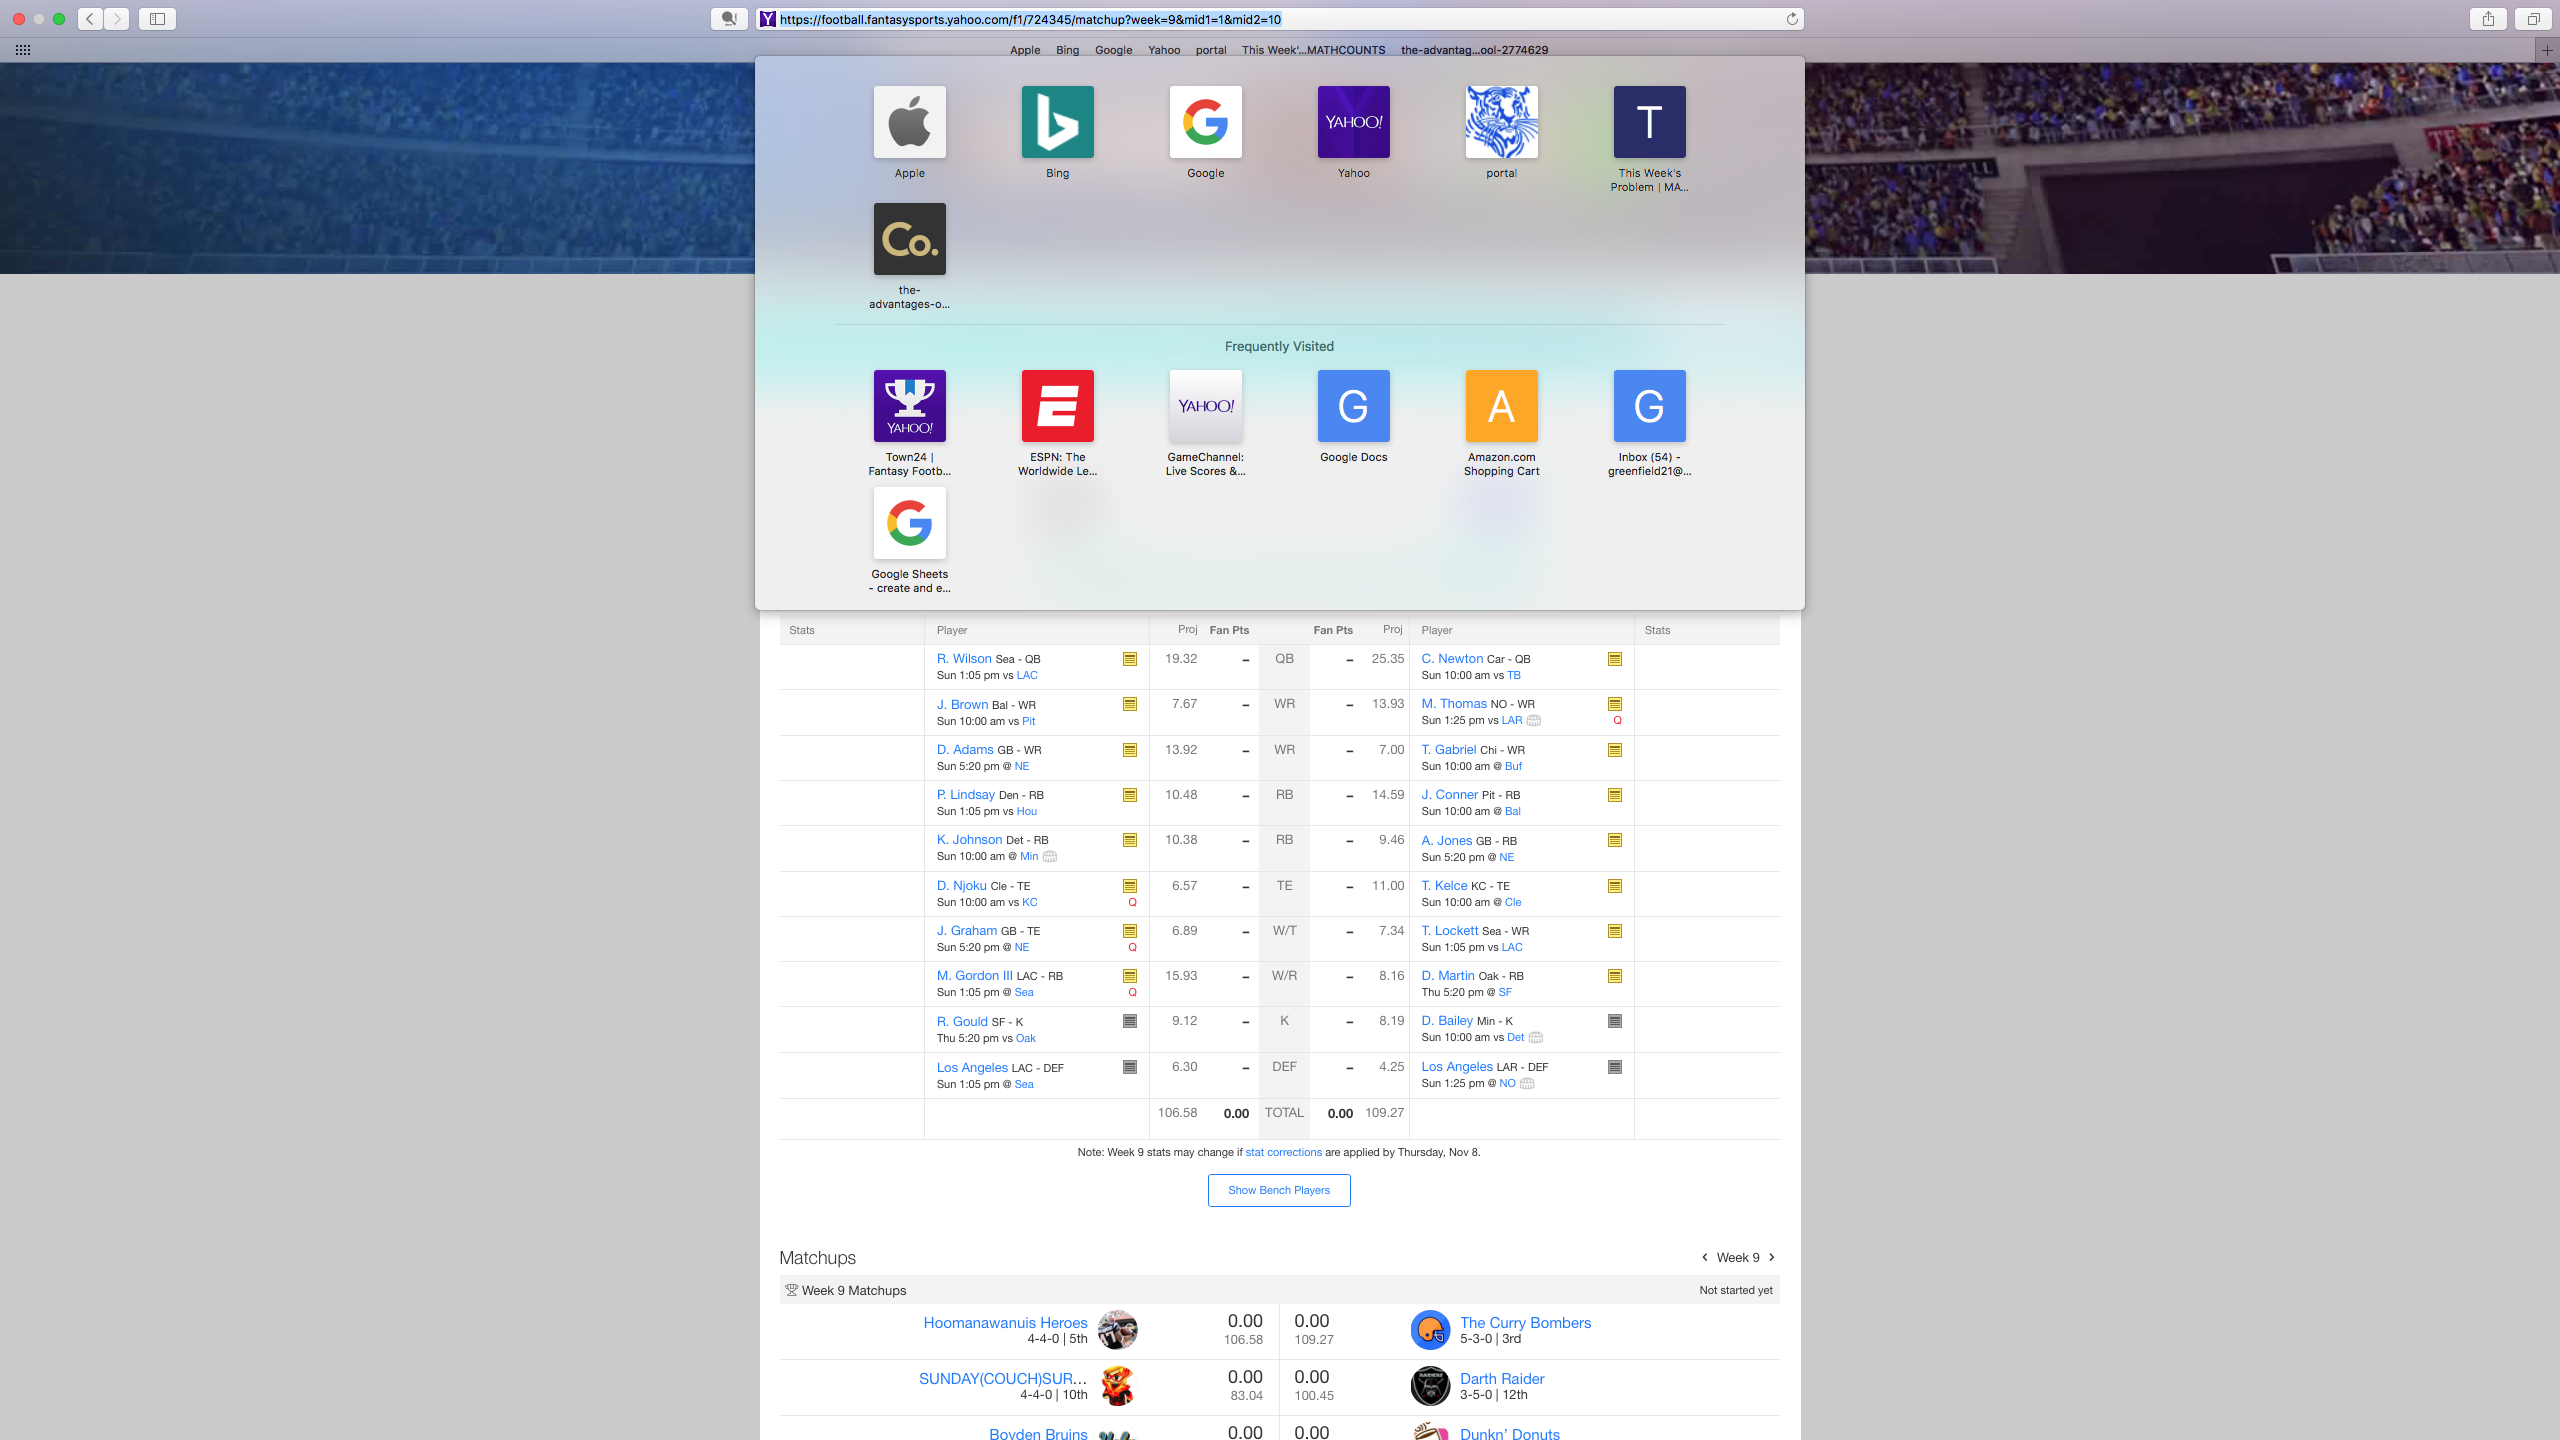 https://football.fantasysports.yahoo.com/f1/724345/matchup?week=9&mid1=1&mid2=10
Apple Bing Google Yahoo portal This Week'...MATHCOUNTS the-advantag...ool-2774629
YAHOO! T
Apple Bing Google Yahoo portal This Week's
Problem | MA...
Co.
the-
advantages-o...
Frequently Visited
YAHOO! YAHOO! G A G
Town24 | ESPN: The GameChannel: Google Docs Amazon.com Inbox (54) -
Fantasy Footb... Worldwide Le... Live Scores &... Shopping Cart greenfield21@...
Google Sheets
- create and e...
Stats Player Proj Fan Pts Fan Pts Proj Player Stats
R. Wilson Sea - QB 19.32 – QB – 25.35 C. Newton Car - QB
Sun 1:05 pm vs LAC Sun 10:00 am vs TB
J. Brown Bal - WR 7.67 – WR – 13.93 M. Thomas NO - WR
Sun 10:00 am vs Pit Sun 1:25 pm vs LAR Q
D. Adams GB - WR 13.92 – WR – 7.00 T. Gabriel Chi - WR
Sun 5:20 pm @ NE Sun 10:00 am @ Buf
P. Lindsay Den - RB 10.48 – RB – 14.59 J. Conner Pit - RB
Sun 1:05 pm vs Hou Sun 10:00 am @ Bal
K. Johnson Det - RB 10.38 – RB – 9.46 A. Jones GB - RB
Sun 10:00 am @ Min Sun 5:20 pm @ NE
D. Njoku Cle - TE 6.57 – TE – 11.00 T. Kelce KC - TE
Sun 10:00 am vs KC Q Sun 10:00 am @ Cle
J. Graham GB - TE 6.89 – W/T – 7.34 T. Lockett Sea - WR
Sun 5:20 pm @ NE Q Sun 1:05 pm vs LAC
M. Gordon III LAC - RB 15.93 – W/R – 8.16 D. Martin Oak - RB
Sun 1:05 pm @ Sea Q Thu 5:20 pm @ SF
R. Gould SF - K 9.12 – K – 8.19 D. Bailey Min - K
Thu 5:20 pm vs Oak Sun 10:00 am vs Det
Los Angeles LAC - DEF 6.30 – DEF – 4.25 Los Angeles LAR - DEF
Sun 1:05 pm @ Sea Sun 1:25 pm @ NO
106.58 0.00 TOTAL 0.00 109.27
Note: Week 9 stats may change if stat corrections are applied by Thursday, Nov 8.
Show Bench Players
Matchups Week 9
Week 9 Matchups Not started yet
Hoomanawanuis Heroes 0.00 0.00 The Curry Bombers
4-4-0 | 5th 106.58 109.27 5-3-0 | 3rd
SUNDAY(COUCH)SUR... 0.00 0.00 Darth Raider
4-4-0 | 10th 83.04 100.45 3-5-0 | 12th
Boyden Bruins 0.00 0.00 Dunkn' Donuts